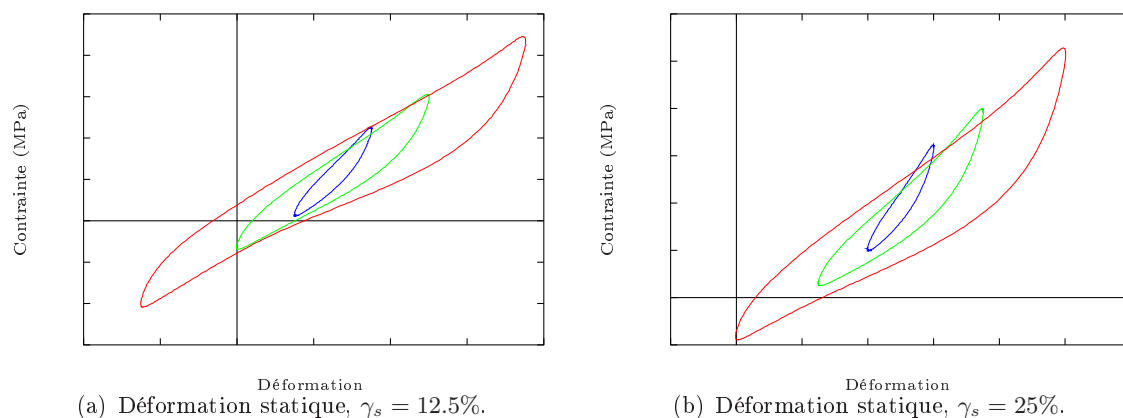 Contrainte (MPa)
Déformation
(a) Déformation statique, γs = 12.5%.
Contrainte (MPa)
Déformation
(b) Déformation statique, γs = 25%.